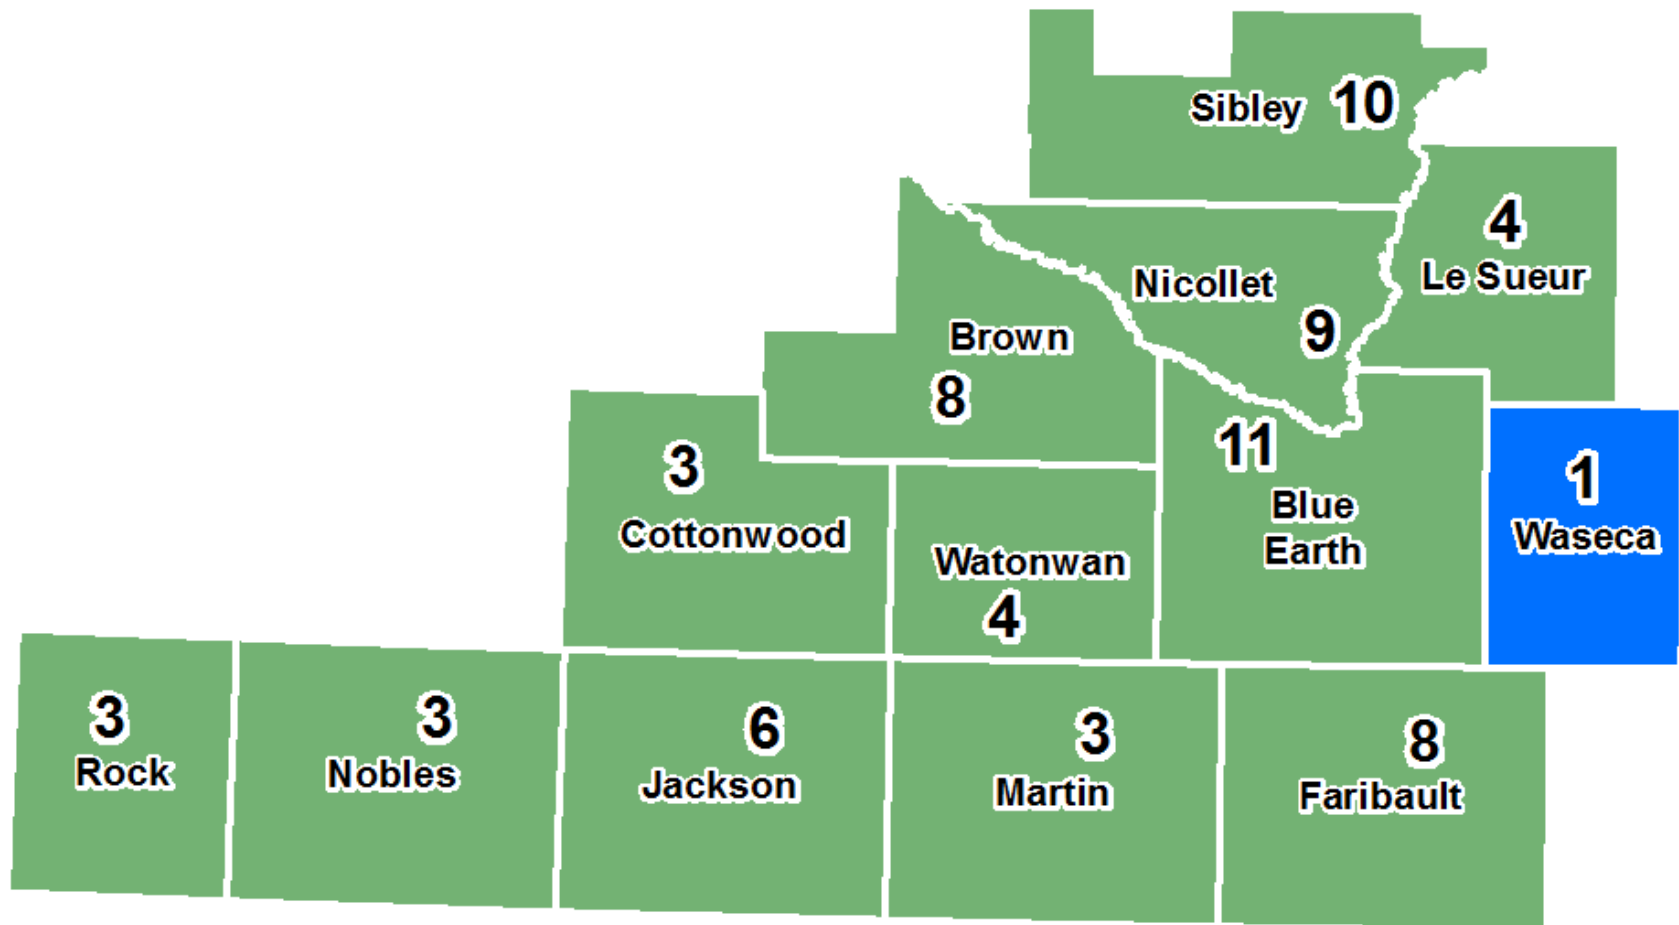 Sibley 10
4
Le Sueur
Nicollet
9
Brown
8
11
Blue
Earth
3
Cottonwood
Watonwan
4
1
Waseca
3
Rock
3
Nobles
6
Jackson
3
Martin
8
Faribault